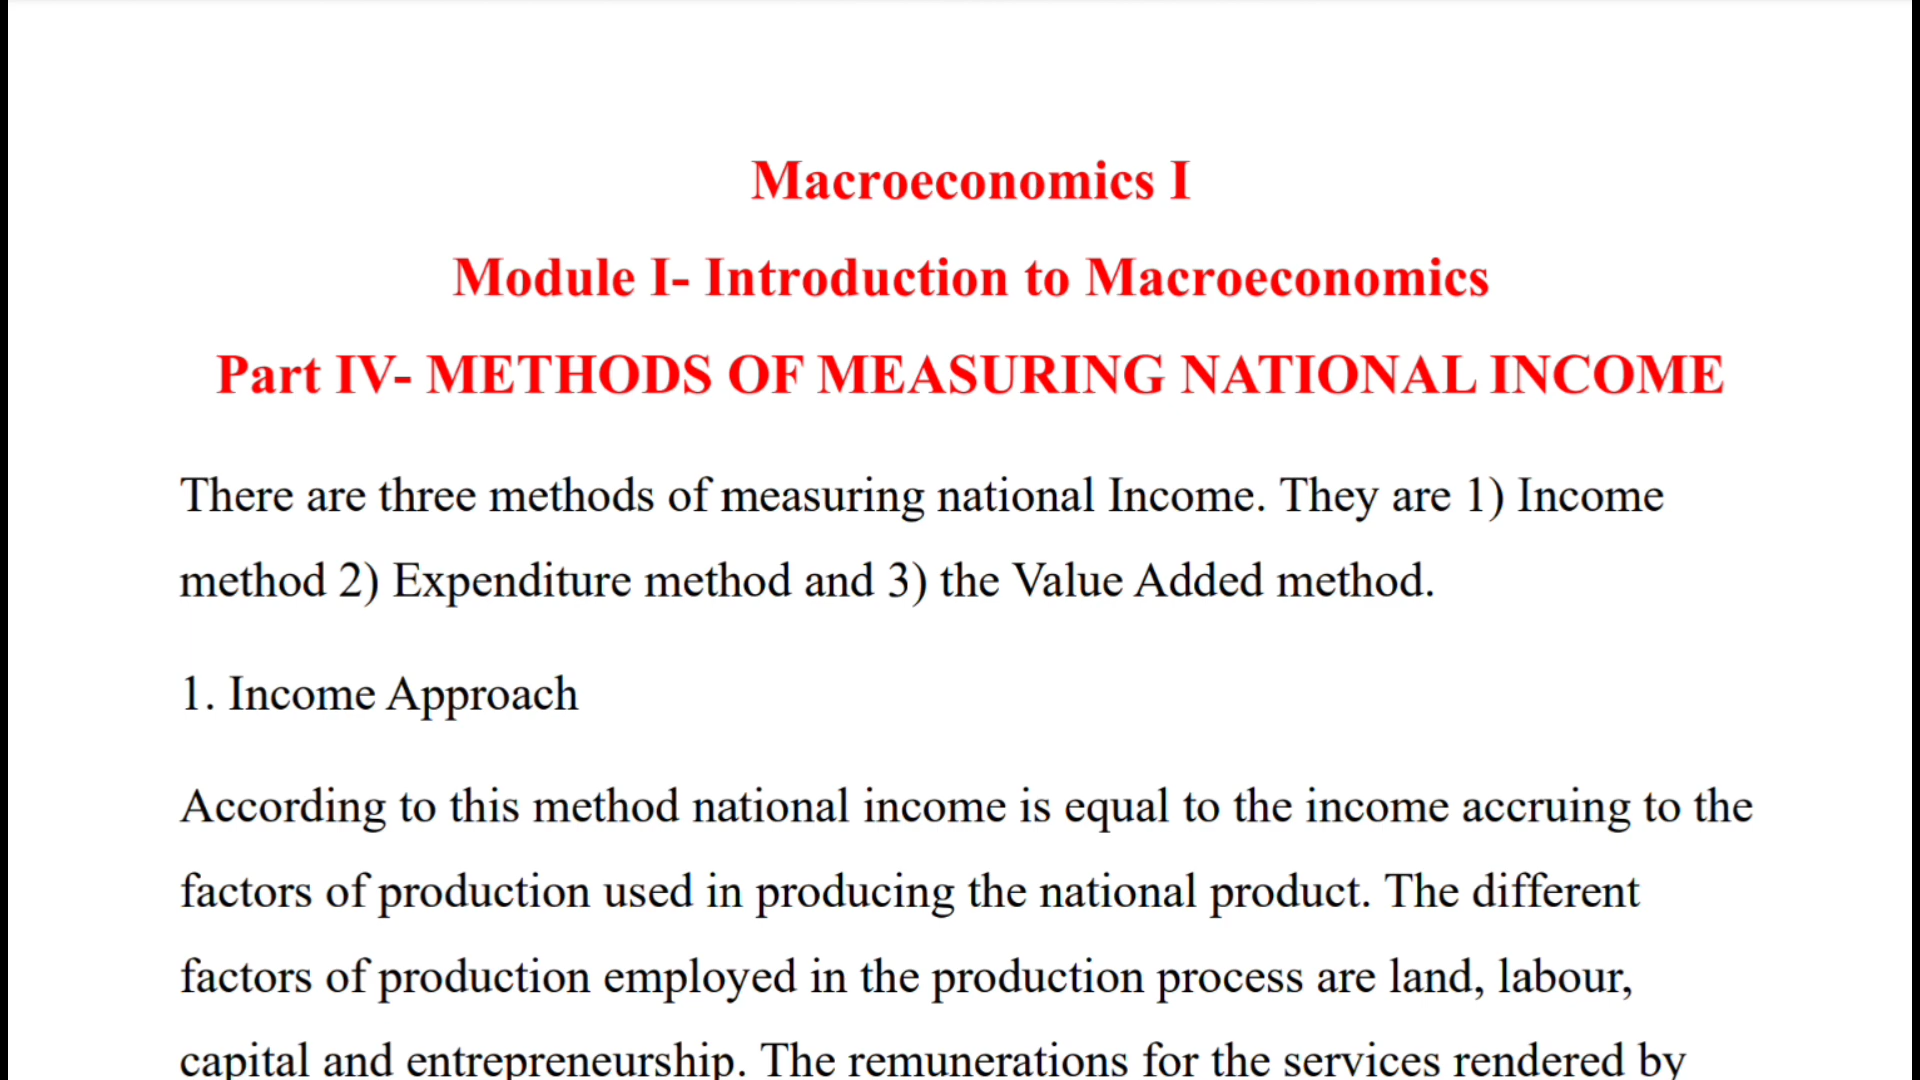 Macroeconomics I
Module I- Introduction to Macroeconomics
Part IV- METHODS OF MEASURING NATIONAL INCOME
There are three methods of measuring national Income. They are 1) Income
method 2) Expenditure method and 3) the Value Added method.
1. Income Approach
According to this method national income is equal to the income accruing to the
factors of production used in producing the national product. The different
factors of production employed in the production process are land, labour,
capital and entrepreneurship. The remunerations for the services rendered by